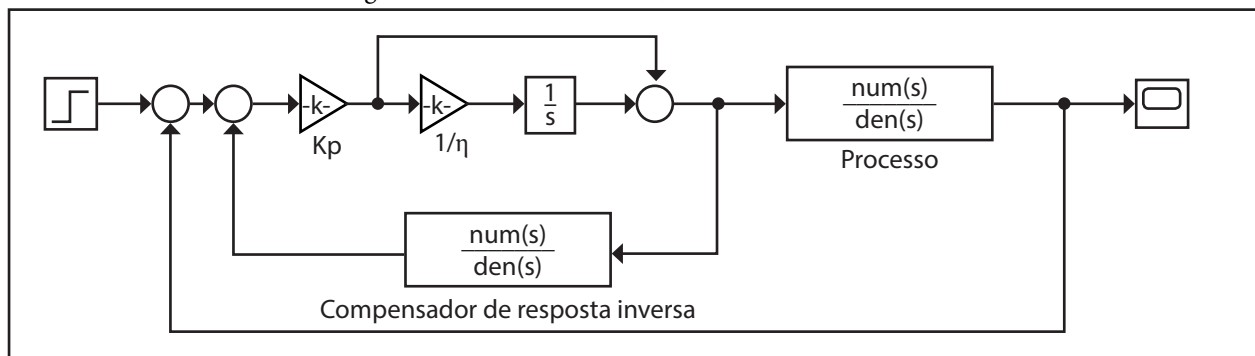 -k-
Kp
-k-
1/η
1
s
num(s)
den(s)
Processo
num(s)
den(s)
Compensador de resposta inversa